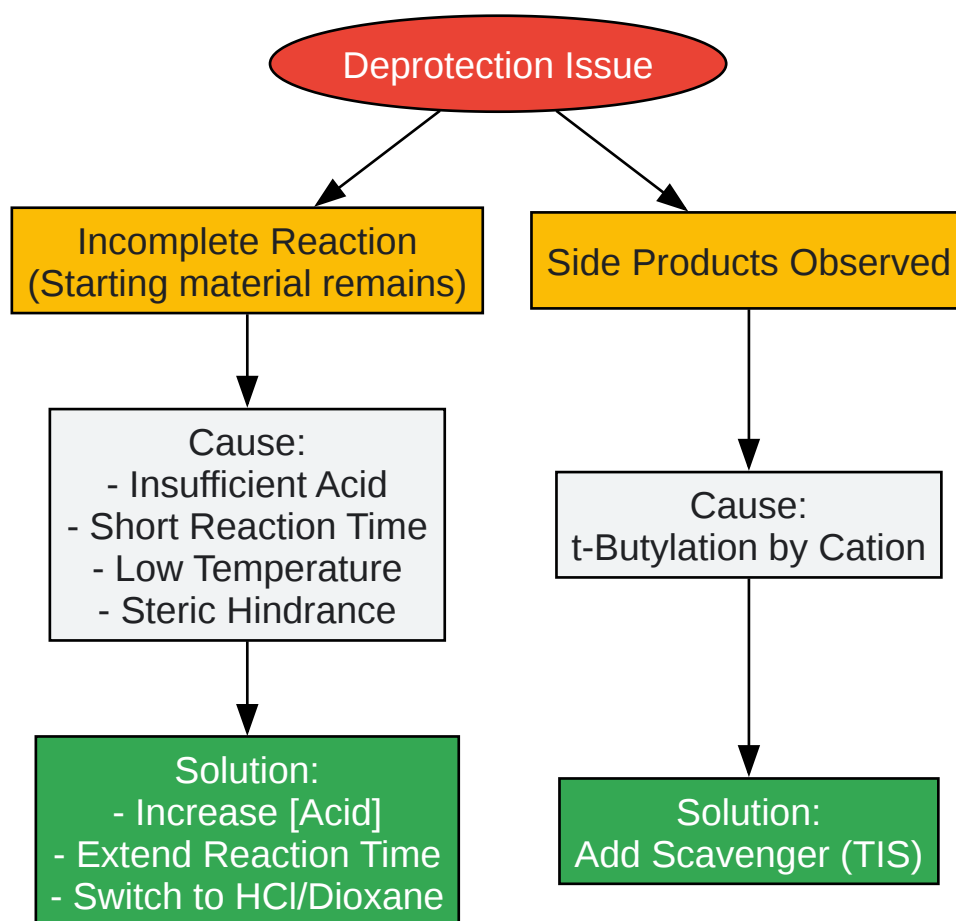 Deprotection Issue
Incomplete Reaction
(Starting material remains)
Side Products Observed
Cause:
- Insufficient Acid
- Short Reaction Time
- Low Temperature
- Steric Hindrance
Cause:
t-Butylation by Cation
Solution:
- Increase [Acid]
- Extend Reaction Time
- Switch to HCl/Dioxane
Solution:
Add Scavenger (TIS)